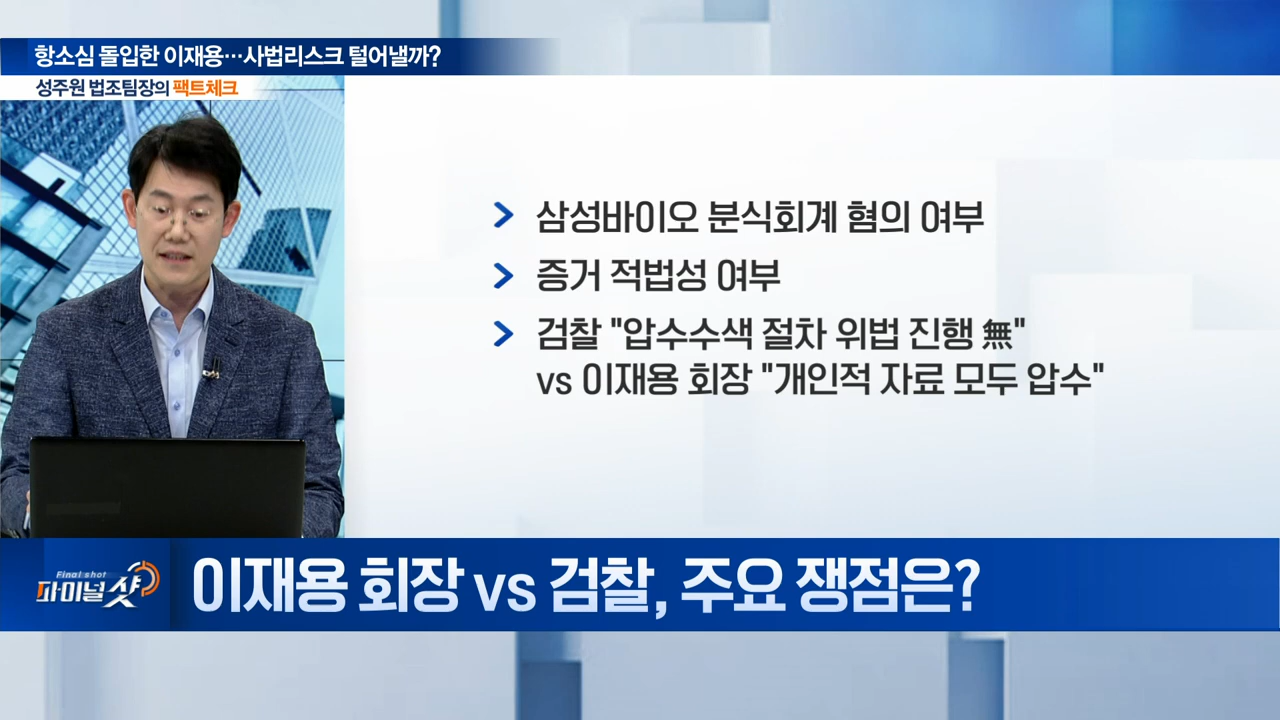 항소심 돌입한 이재용…사법리스크 털어낼까?
성주원 법조팀장의 팩트체크
삼성바이오 분식회계 혐의 여부
증거 적법성 여부
검찰 "압수수색 절차 위법 진행 無"
vs 이재용 회장 "개인적 자료 모두 압수"
Final shot
파이널샷
이재용 회장 vs 검찰, 주요 쟁점은?